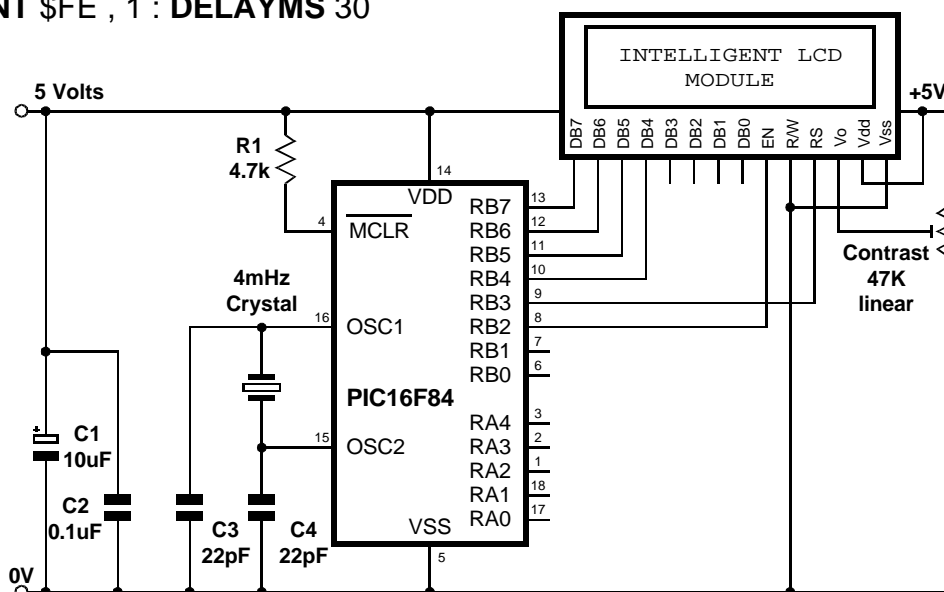 NT $FE , 1 : DELAYMS 30
INTELLIGENT LCD
MODULE
5 Volts
+5V
DB7
DB6
DB5
DB4
DB3
DB2
DB1
DB0
EN
R/W
RS
Vo
Vdd
Vss
R1
4.7k
14
VDD
4
MCLR
RB7
13
RB6
12
RB5
11
RB4
10
RB3
9
RB2
8
RB1
7
RB0
6
Contrast
47K
linear
4mHz
Crystal
16
OSC1
PIC16F84
15
OSC2
RA4
3
RA3
2
RA2
1
RA1
18
RA0
17
VSS
5
+
C1
10uF
C2
0.1uF
C3
22pF
C4
22pF
0V